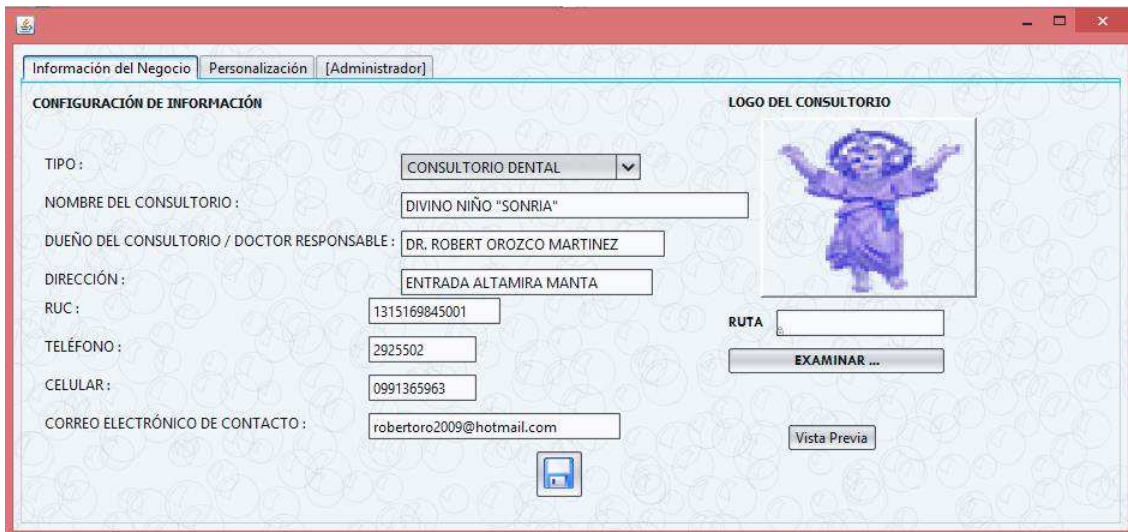 Información del Negocio Personalización [Administrador]
CONFIGURACIÓN DE INFORMACIÓN
TIPO : CONSULTORIO DENTAL
NOMBRE DEL CONSULTORIO : DIVINO NIÑO "SONRIA"
DUEÑO DEL CONSULTORIO / DOCTOR RESPONSABLE : DR. ROBERT OROZCO MARTINEZ
DIRECCIÓN : ENTRADA ALTAMIRA MANTA
RUC : 1315169845001
TELÉFONO : 2925502
CELULAR : 0991365963
CORREO ELECTRÓNICO DE CONTACTO : robertoro2009@hotmail.com
LOGO DEL CONSULTORIO
RUTA
EXAMINAR ...
Vista Previa